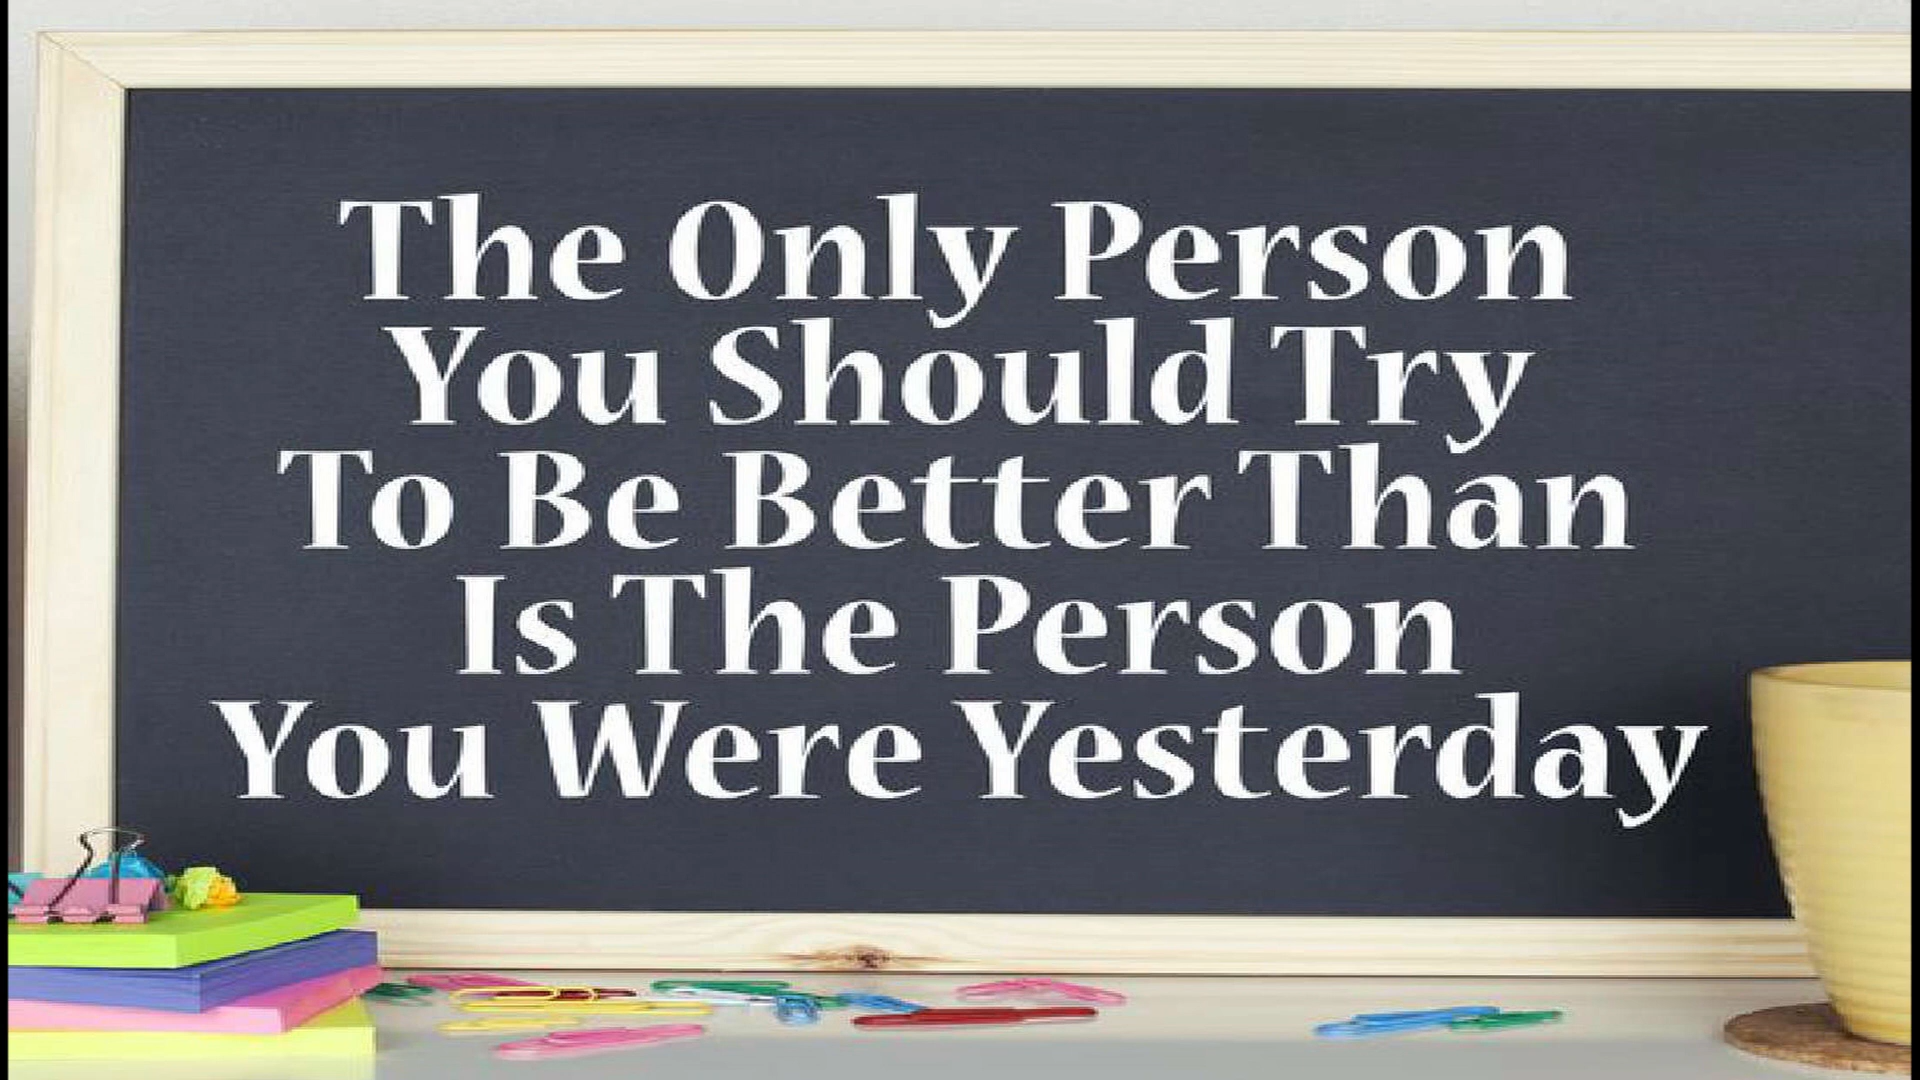 The Only Person
You Should Try
To Be Better Than
Is The Person
You Were Yesterday